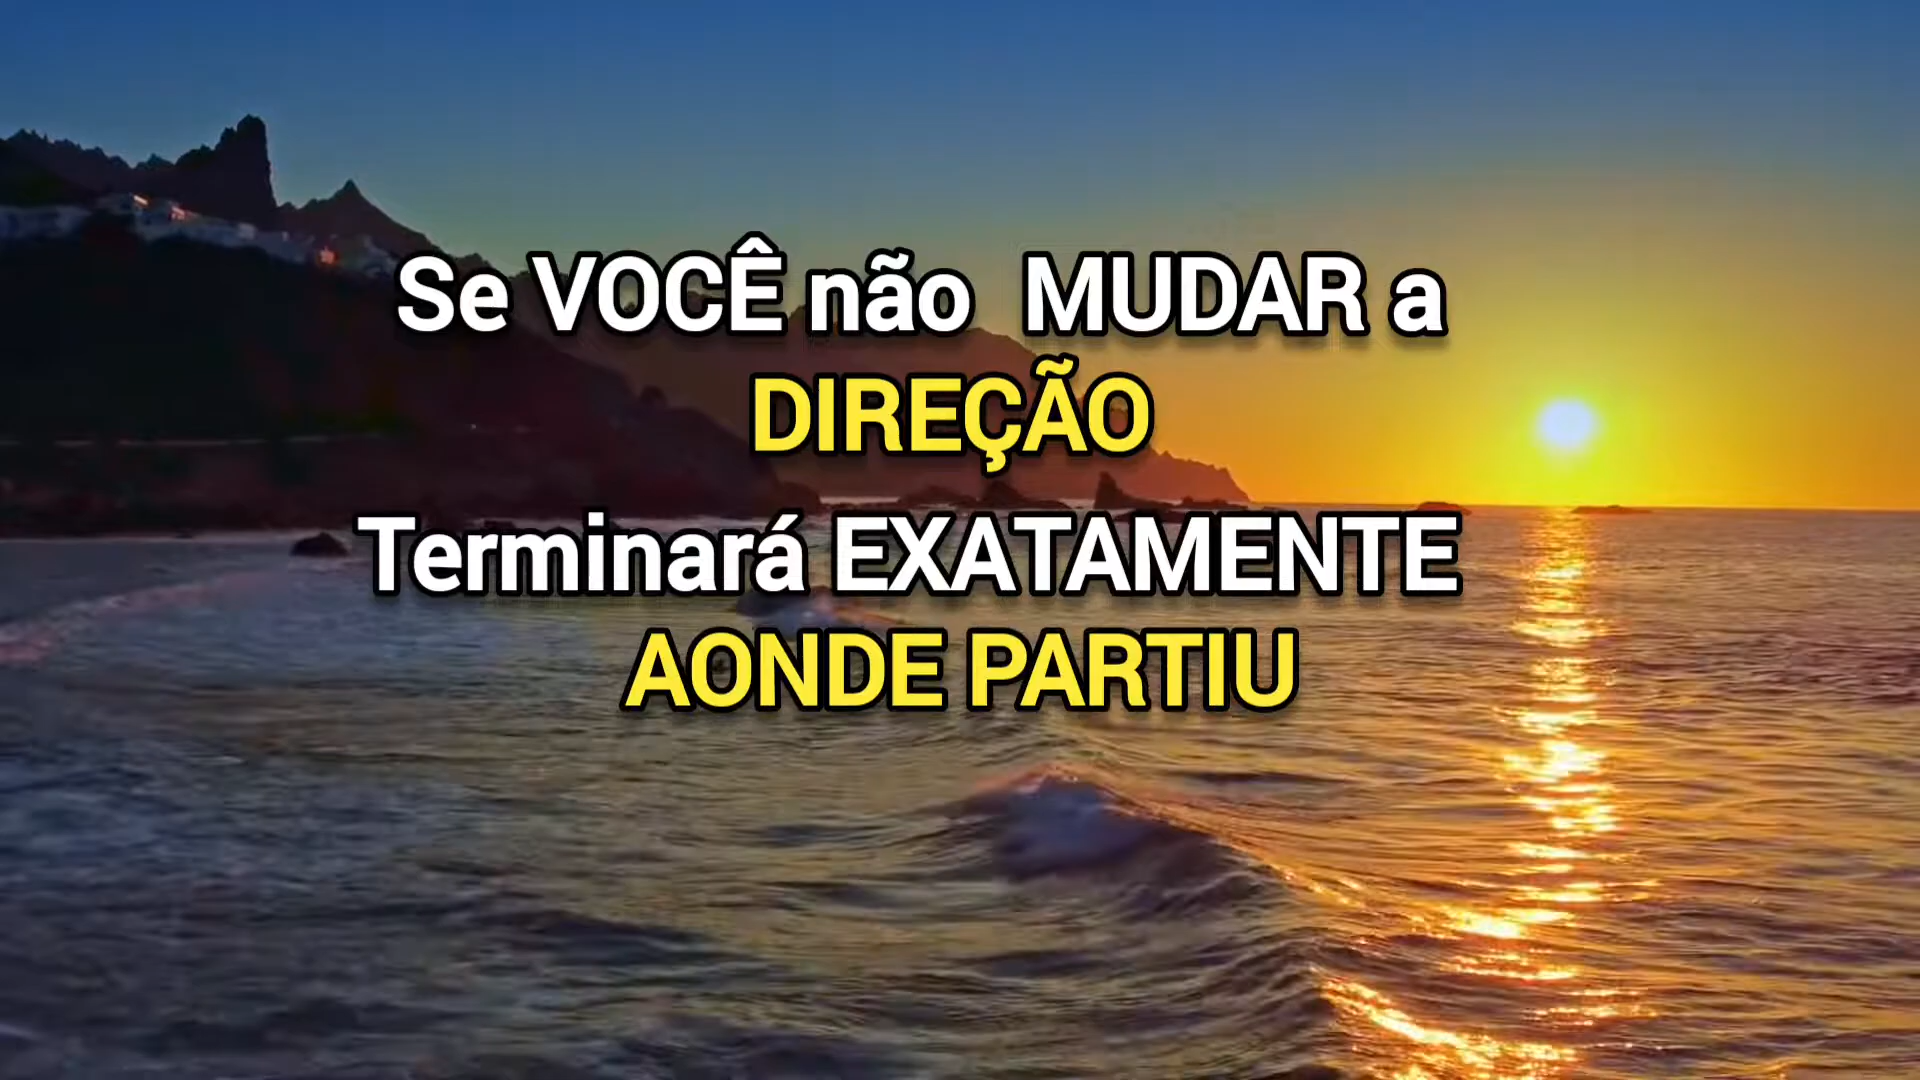 Se VOCÊ não  MUDAR a
DIREÇÃO
Terminará EXATAMENTE
AONDE PARTIU